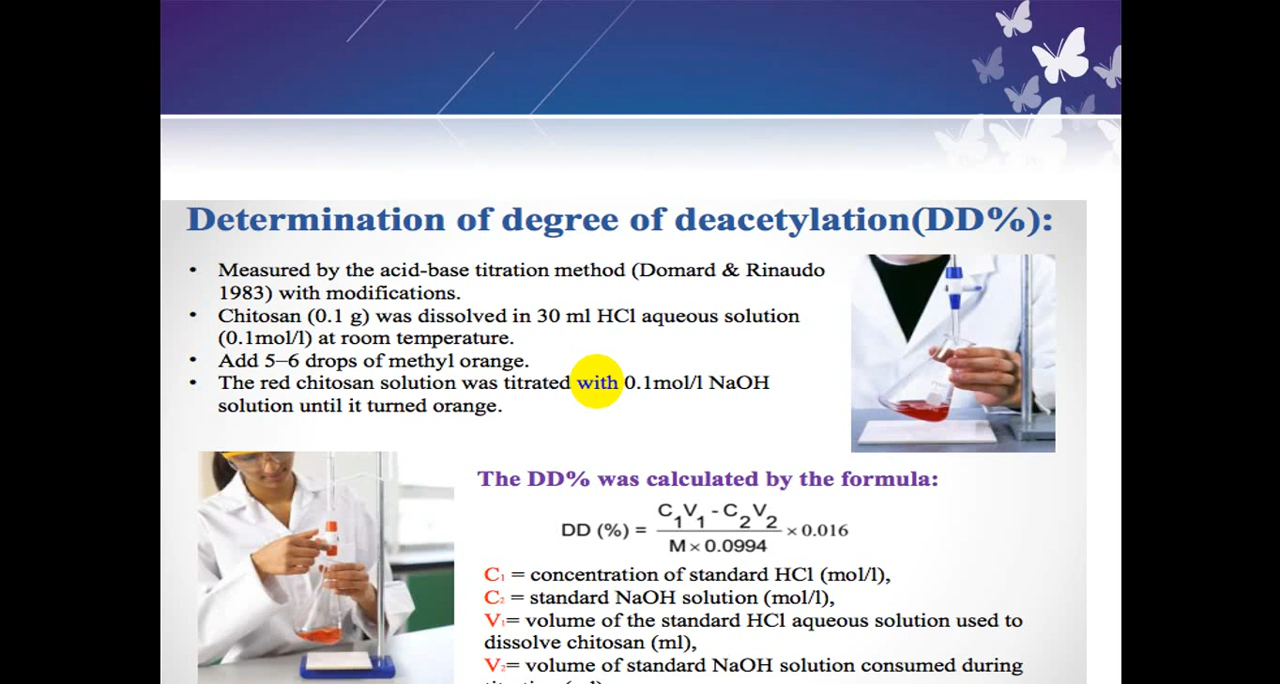 Determination of degree of deacetylation(DD%):
• Measured by the acid-base titration method (Domard & Rinaudo
1983) with modifications.
• Chitosan (0.1 g) was dissolved in 30 ml HCl aqueous solution
(0.1mol/l) at room temperature.
• Add 5–6 drops of methyl orange.
• The red chitosan solution was titrated with 0.1mol/l NaOH
solution until it turned orange.
The DD% was calculated by the formula:
DD (%) = (C₁V₁ - C₂V₂) / (M × 0.0994) × 0.016
C₁ = concentration of standard HCl (mol/l),
C₂ = standard NaOH solution (mol/l),
V₁= volume of the standard HCl aqueous solution used to
dissolve chitosan (ml),
V₂= volume of standard NaOH solution consumed during